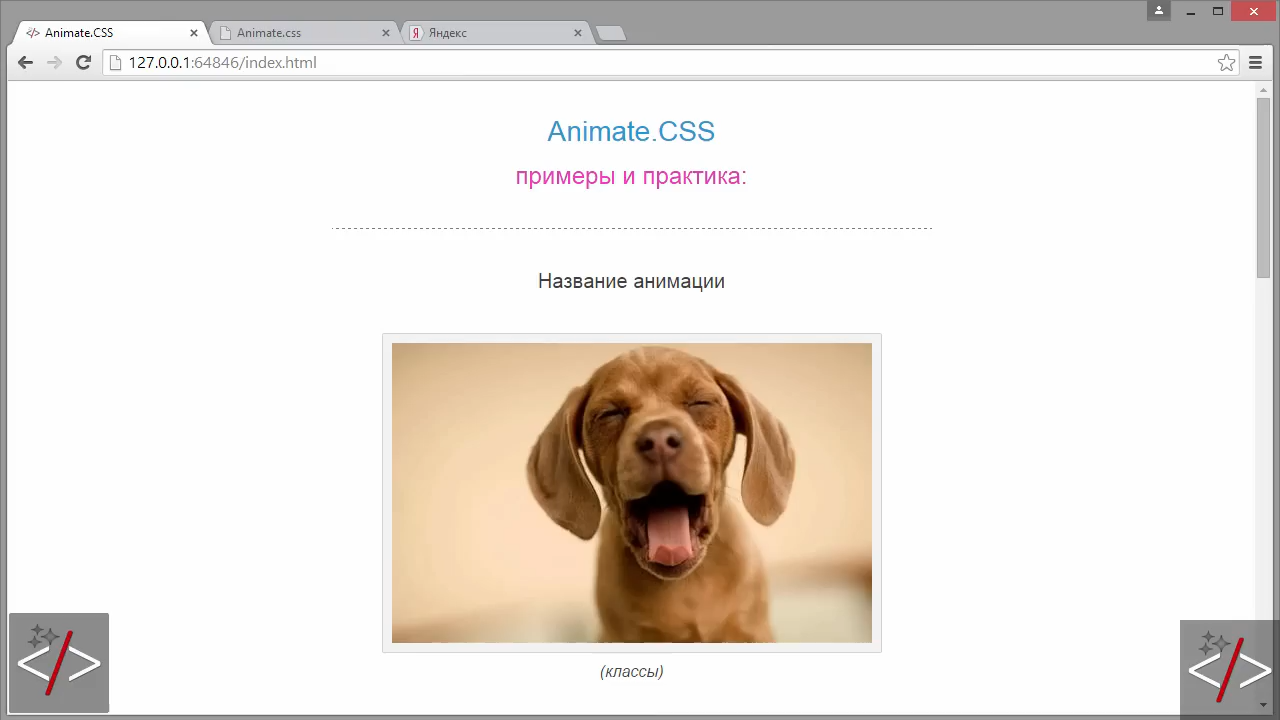 Animate.CSS
Animate.css
Яндекс
127.0.0.1:64846/index.html
Animate.CSS
примеры и практика:
Название анимации
(классы)